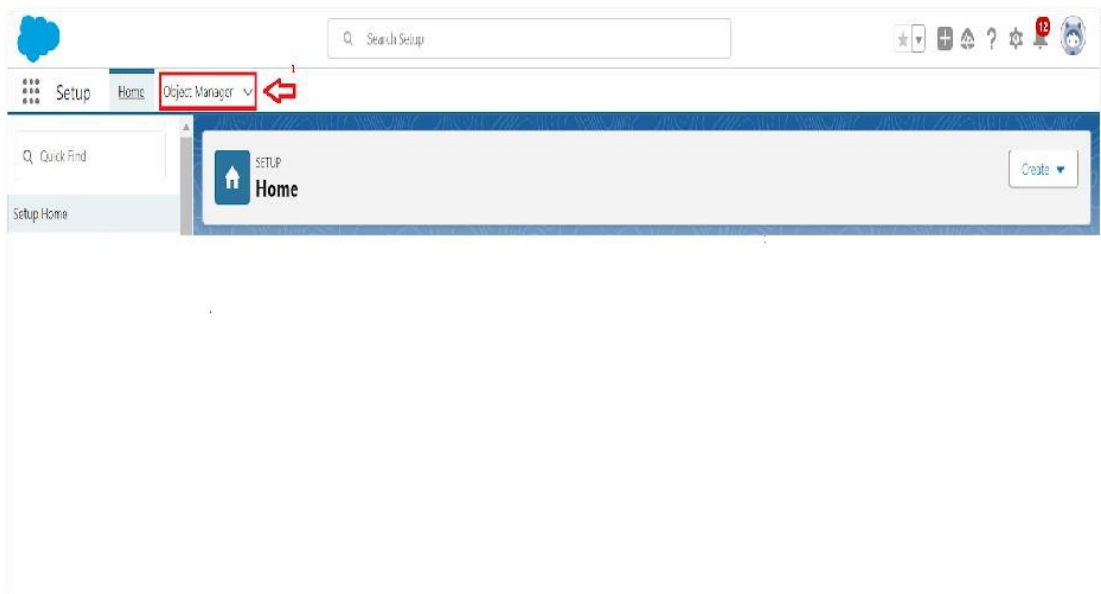 Search Setup
12
1
Setup Home Object Manager
Quick Find
SETUP
Home
Create
Setup Home